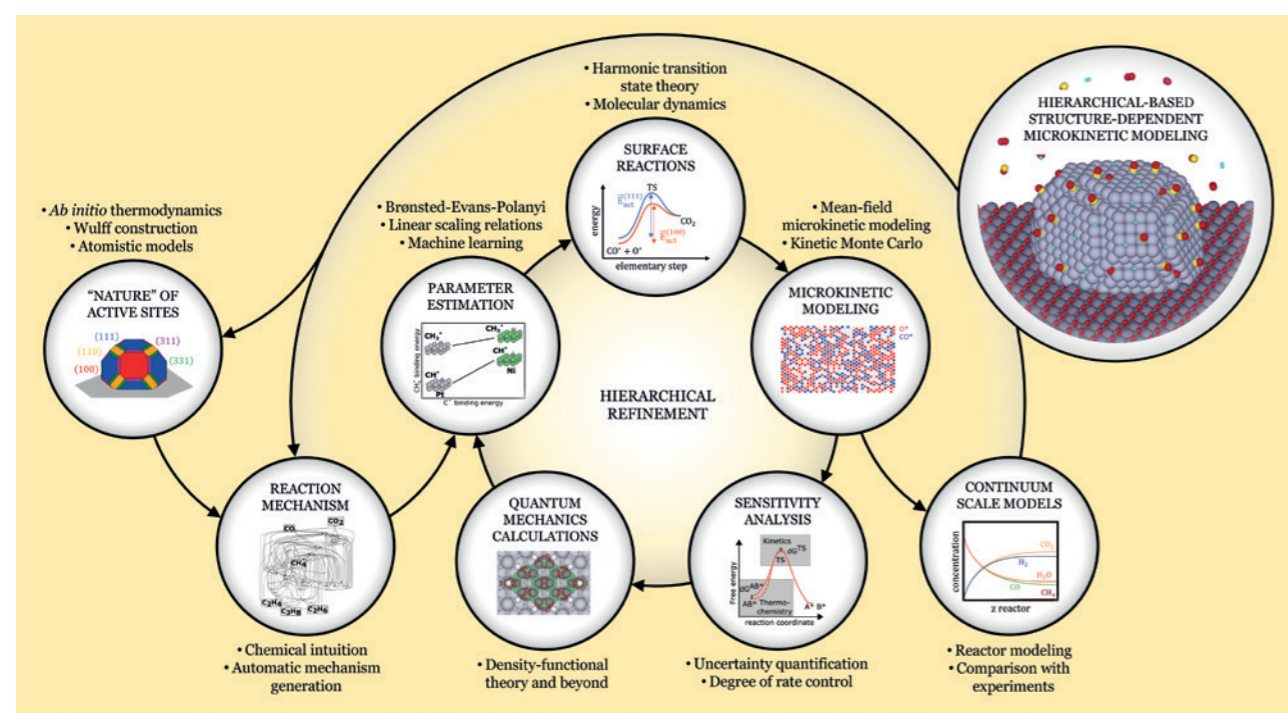 • Harmonic transition
state theory
• Molecular dynamics
SURFACE
REACTIONS
TS
E̅act(111)
E̅act(100)
CO₂
CO* + O*
energy
elementary step
HIERARCHICAL-BASED
STRUCTURE-DEPENDENT
MICROKINETIC MODELING
• Ab initio thermodynamics
• Wulff construction
• Atomistic models
"NATURE" OF
ACTIVE SITES
(111)
(311)
(110)
(331)
(100)
• Brønsted-Evans-Polanyi
• Linear scaling relations
• Machine learning
PARAMETER
ESTIMATION
CH
CH
Ni
Pt
C* binding energy
• Mean-field
microkinetic modeling
• Kinetic Monte Carlo
MICROKINETIC
MODELING
O*
CO*
HIERARCHICAL
REFINEMENT
REACTION
MECHANISM
CO
CO₂
CH₄
C₂H₄
C₃H₈
C₂H₆
• Chemical intuition
• Automatic mechanism
generation
QUANTUM
MECHANICS
CALCULATIONS
• Density-functional
theory and beyond
SENSITIVITY
ANALYSIS
Kinetics
dGTS
TS
dGAB*
AB*
Thermo-
chemistry
A* B*
Free energy
reaction coordinate
• Uncertainty quantification
• Degree of rate control
CONTINUUM
SCALE MODELS
CO₂
H₂
H₂O
CO
CH₄
concentration
z reactor
• Reactor modeling
• Comparison with
experiments